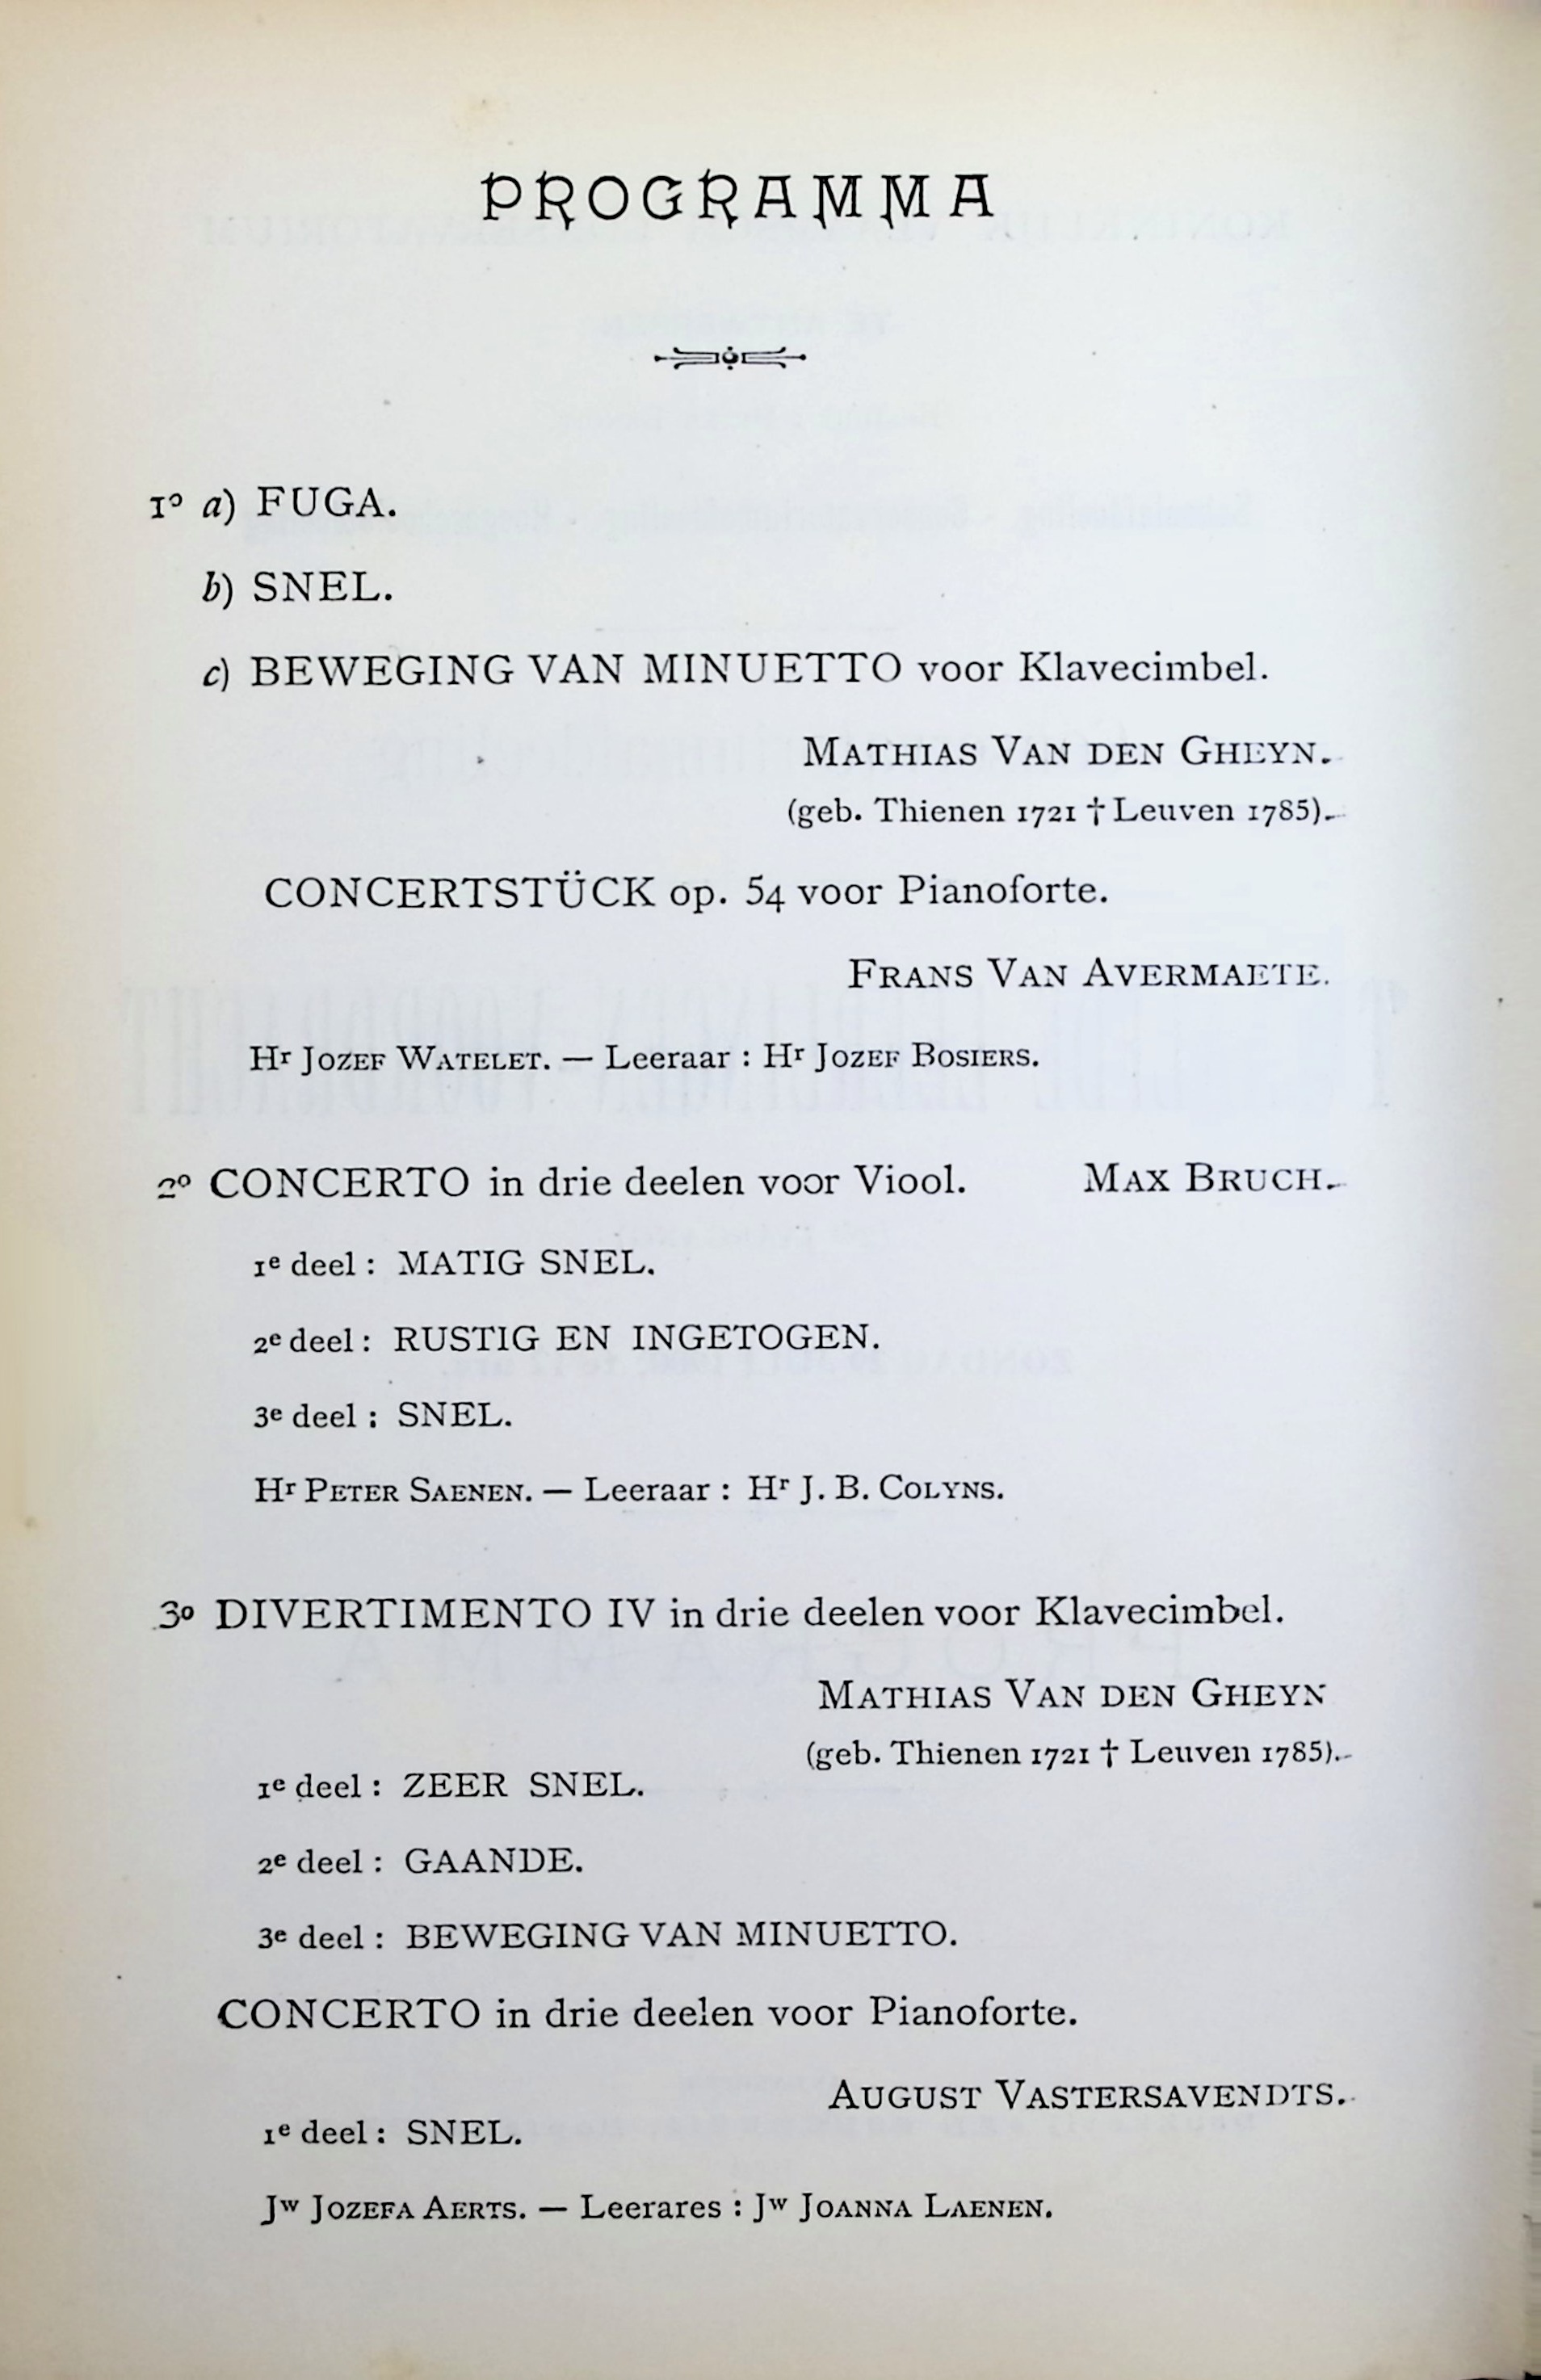 PROGRAMMA
1º a) FUGA.
b) SNEL.
c) BEWEGING VAN MINUETTO voor Klavecimbel.
MATHIAS VAN DEN GHEYN.
(geb. Thienen 1721 † Leuven 1785).
CONCERTSTÜCK op. 54 voor Pianoforte.
FRANS VAN AVERMAETE.
Hr JOZEF WATELET. — Leeraar : Hr JOZEF BOSIERS.
2º CONCERTO in drie deelen voor Viool. MAX BRUCH.
1e deel : MATIG SNEL.
2e deel : RUSTIG EN INGETOGEN.
3e deel : SNEL.
Hr PETER SAENEN. — Leeraar : Hr J. B. COLYNS.
3º DIVERTIMENTO IV in drie deelen voor Klavecimbel.
MATHIAS VAN DEN GHEYN
(geb. Thienen 1721 † Leuven 1785).
1e deel : ZEER SNEL.
2e deel : GAANDE.
3e deel : BEWEGING VAN MINUETTO.
CONCERTO in drie deelen voor Pianoforte.
AUGUST VASTERSAVENDTS.
1e deel : SNEL.
Jw JOZEFA AERTS. — Leerares : Jw JOANNA LAENEN.